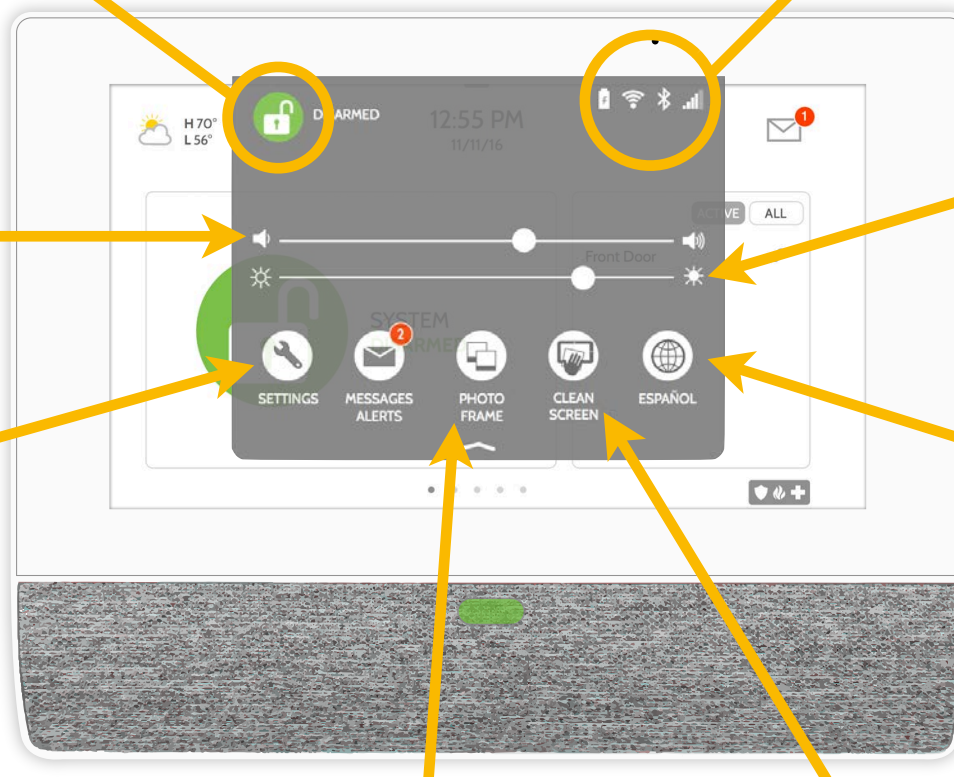 H 70°
L 56°
DISARMED
12:55 PM
11/11/16
1
ACTIVE
ALL
Front Door
SYSTEM
DISARMED
2
SETTINGS
MESSAGES
ALERTS
PHOTO
FRAME
CLEAN
SCREEN
ESPAÑOL